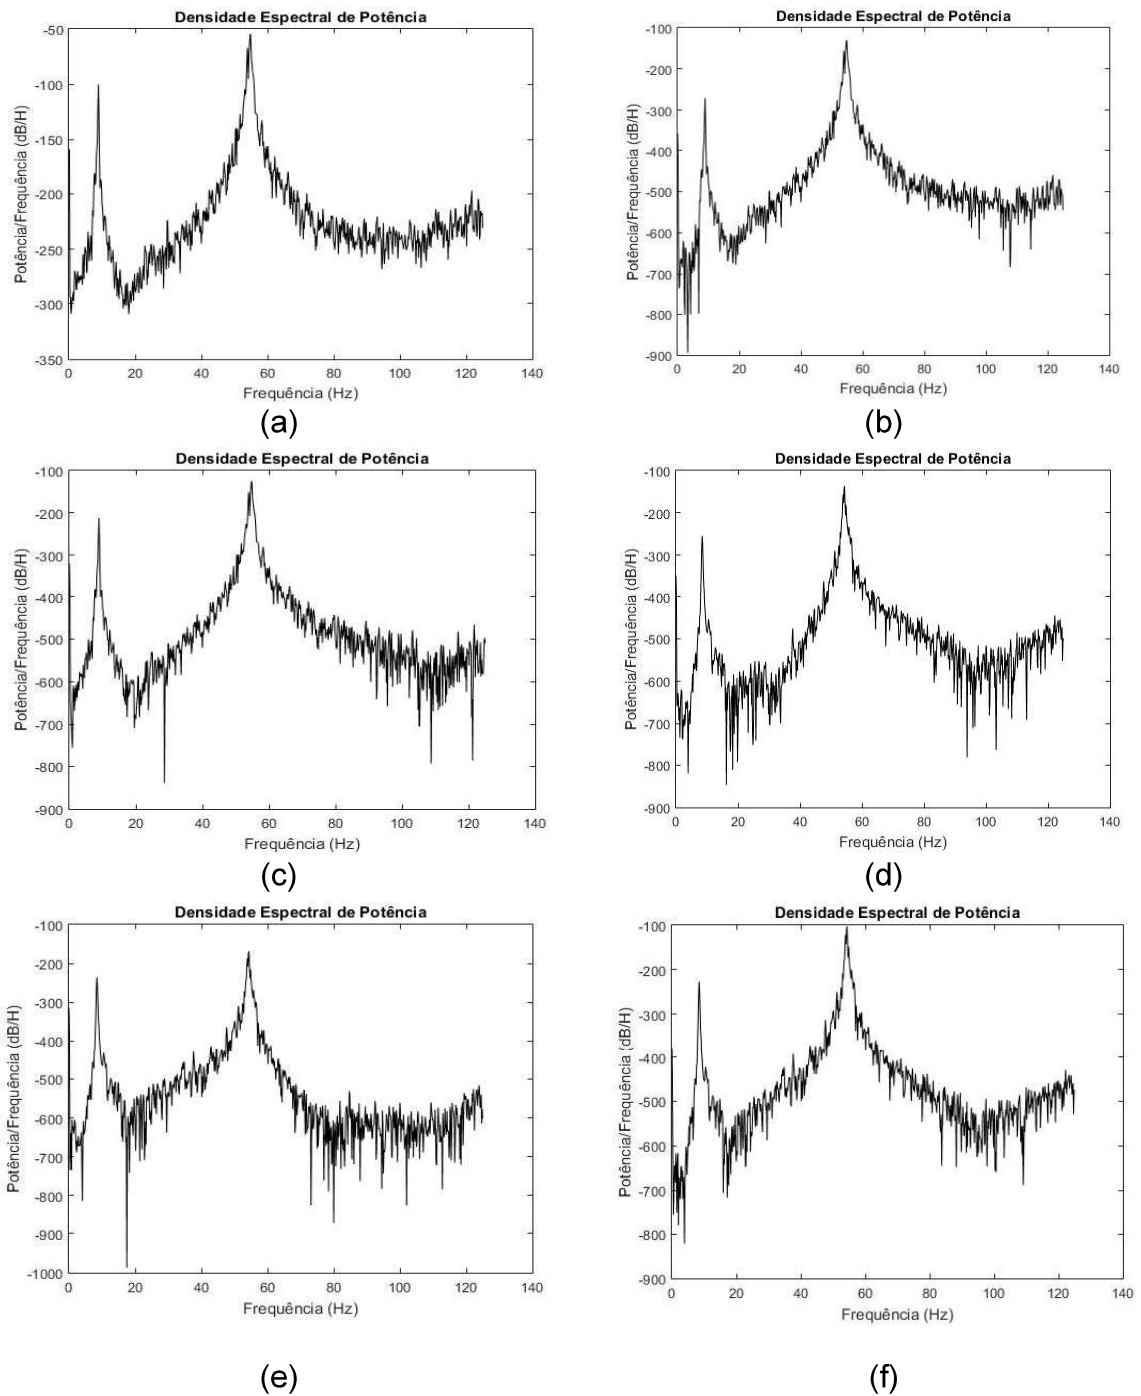 Densidade Espectral de Potência
-50
-100
-150
-200
-250
-300
-350
0 20 40 60 80 100 120 140
Potência/Frequência (dB/H)
Frequência (Hz)
(a)
Densidade Espectral de Potência
-100
-200
-300
-400
-500
-600
-700
-800
-900
0 20 40 60 80 100 120 140
Potência/Frequência (dB/H)
Frequência (Hz)
(b)
Densidade Espectral de Potência
-100
-200
-300
-400
-500
-600
-700
-800
-900
0 20 40 60 80 100 120 140
Potência/Frequência (dB/H)
Frequência (Hz)
(c)
Densidade Espectral de Potência
-100
-200
-300
-400
-500
-600
-700
-800
-900
0 20 40 60 80 100 120 140
Potência/Frequência (dB/H)
Frequência (Hz)
(d)
Densidade Espectral de Potência
-100
-200
-300
-400
-500
-600
-700
-800
-900
-1000
0 20 40 60 80 100 120 140
Potência/Frequência (dB/H)
Frequência (Hz)
(e)
Densidade Espectral de Potência
-100
-200
-300
-400
-500
-600
-700
-800
-900
0 20 40 60 80 100 120 140
Potência/Frequência (dB/H)
Frequência (Hz)
(f)